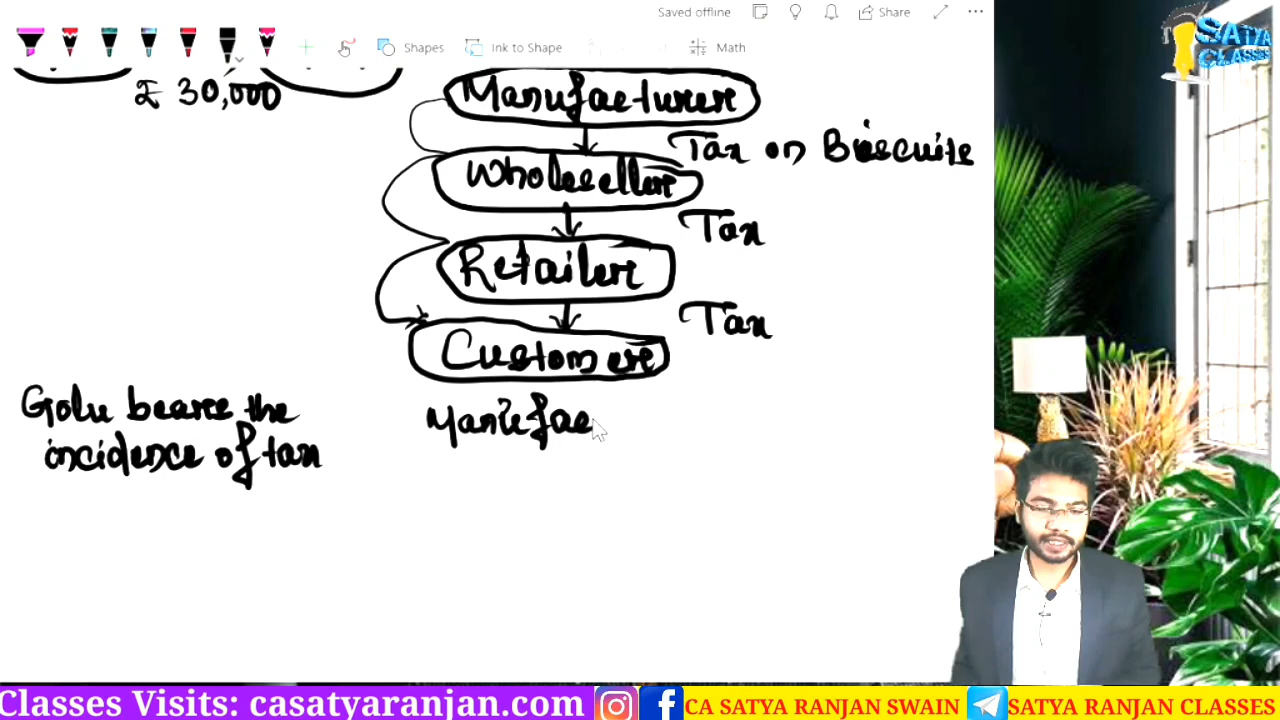 Saved offline
Share
Shapes
Ink to Shape
Math
SATYA
CLASSES
₹ 30,000
Manufacturer
Tax on Biscuits
Wholeseller
Tax
Retailer
Tax
Customer
Golu bears the
incidence of tax
Manufac
Classes Visits: casatyaranjan.com
CA SATYA RANJAN SWAIN
SATYA RANJAN CLASSES